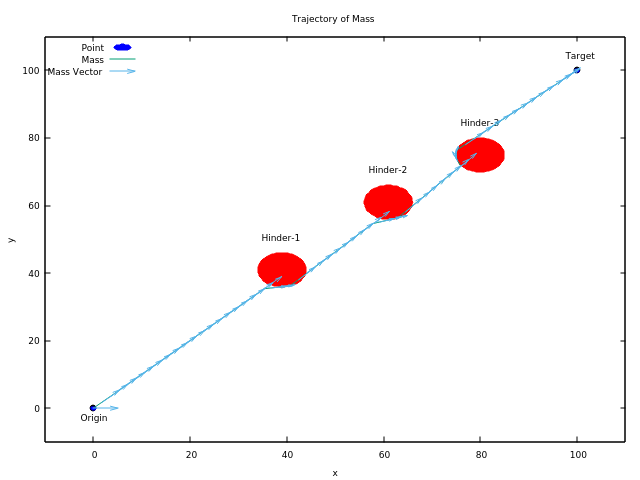 Trajectory of Mass
Point
Mass
Mass Vector
Target
Hinder-3
Hinder-2
Hinder-1
Origin
100
80
60
40
20
0
y
0 20 40 60 80 100
x